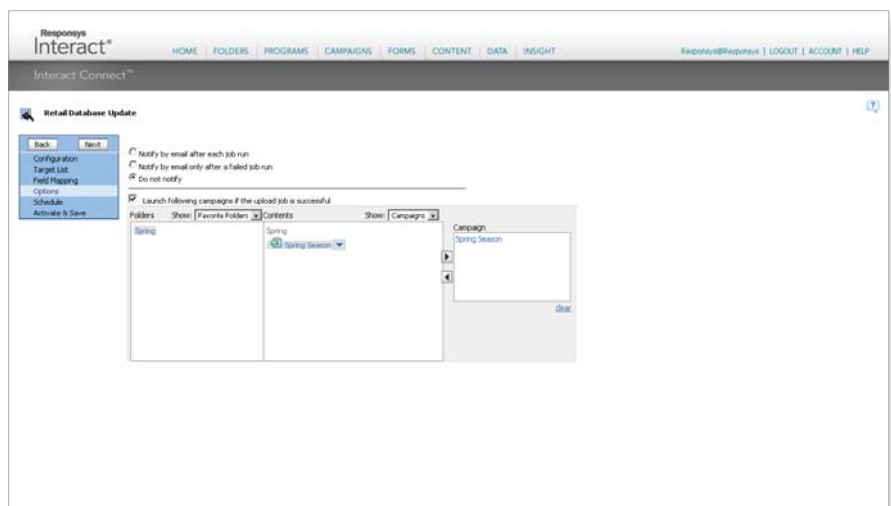 Responsys
Interact®
HOME | FOLDERS | PROGRAMS | CAMPAIGNS | FORMS | CONTENT | DATA | INSIGHT
Responsys@Responsys | LOGOUT | ACCOUNT | HELP
Interact Connect™
Retail Database Update
Back Next
Configuration
Target List
Field Mapping
Options
Schedule
Activate & Save
Notify by email after each job run
Notify by email only after a failed job run
Do not notify
Launch following campaigns if the upload job is successful
Folders Show: Favorite Folders Contents Show: Campaigns
Spring
Spring
Spring Season
Campaign
Spring Season
clear